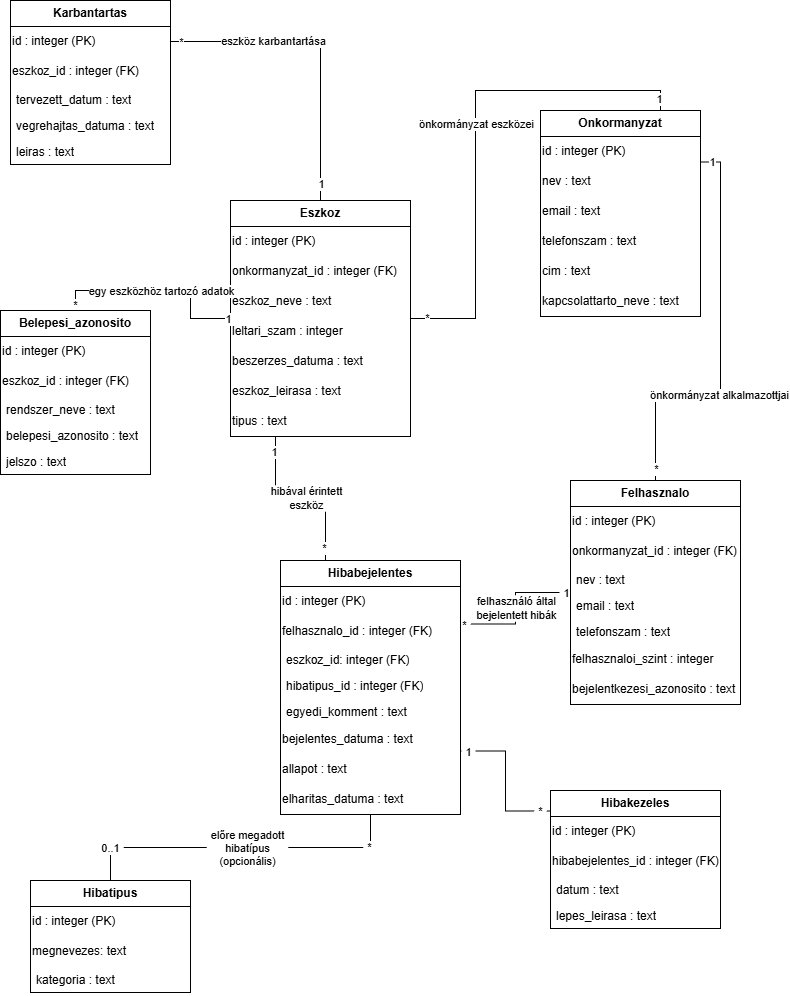 Karbantartas
id : integer (PK)
eszkoz_id : integer (FK)
tervezett_datum : text
vegrehajtas_datuma : text
leiras : text
*
eszköz karbantartása
1
önkormányzat eszközei
1
Onkormanyzat
id : integer (PK)
nev : text
email : text
telefonszam : text
cim : text
kapcsolattarto_neve : text
1
Eszkoz
id : integer (PK)
onkormanyzat_id : integer (FK)
eszkoz_neve : text
leltari_szam : integer
beszerzes_datuma : text
eszkoz_leirasa : text
tipus : text
*
egy eszközhöz tartozó adatok
*
1
Belepesi_azonosito
id : integer (PK)
eszkoz_id : integer (FK)
rendszer_neve : text
belepesi_azonosito : text
jelszo : text
önkormányzat alkalmazottjai
*
1
hibával érintett
eszköz
*
Felhasznalo
id : integer (PK)
onkormanyzat_id : integer (FK)
nev : text
email : text
telefonszam : text
felhasznaloi_szint : integer
bejelentkezesi_azonosito : text
Hibabejelentes
id : integer (PK)
felhasznalo_id : integer (FK)
eszkoz_id: integer (FK)
hibatipus_id : integer (FK)
egyedi_komment : text
bejelentes_datuma : text
allapot : text
elharitas_datuma : text
1
felhasználó által
bejelentett hibák
*
1
*
Hibakezeles
id : integer (PK)
hibabejelentes_id : integer (FK)
datum : text
lepes_leirasa : text
előre megadott
hibatípus
(opcionális)
0..1
*
Hibatipus
id : integer (PK)
megnevezes: text
kategoria : text